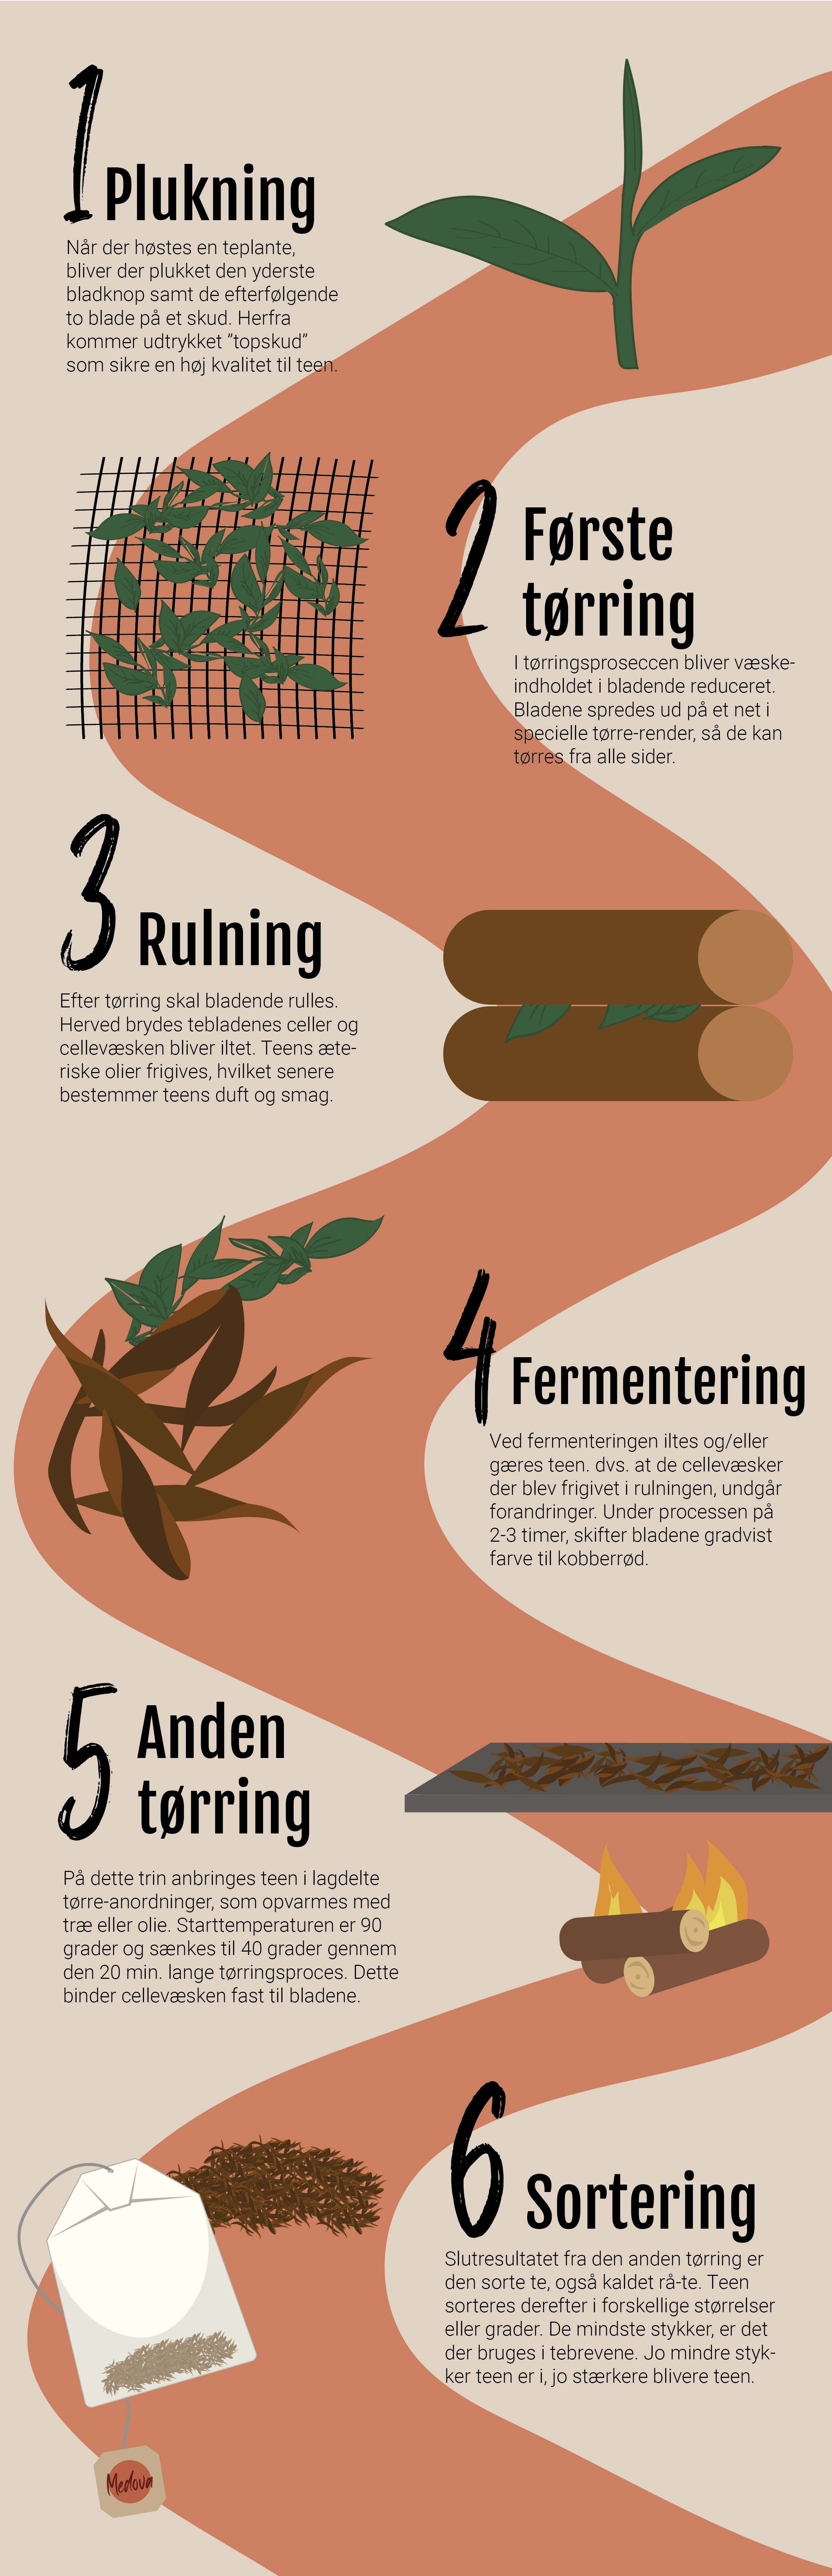 1 Plukning
Når der høstes en teplante,
bliver der plukket den yderste
bladknop samt de efterfølgende
to blade på et skud. Herfra
kommer udtrykket ”topskud”
som sikre en høj kvalitet til teen.
2 Første
tørring
I tørringsproseccen bliver væske-
indholdet i bladende reduceret.
Bladene spredes ud på et net i
specielle tørre-render, så de kan
tørres fra alle sider.
3 Rulning
Efter tørring skal bladende rulles.
Herved brydes tebladenes celler og
cellevæsken bliver iltet. Teens æte-
riske olier frigives, hvilket senere
bestemmer teens duft og smag.
4 Fermentering
Ved fermenteringen iltes og/eller
gæres teen. dvs. at de cellevæsker
der blev frigivet i rulningen, undgår
forandringer. Under processen på
2-3 timer, skifter bladene gradvist
farve til kobberrød.
5 Anden
tørring
På dette trin anbringes teen i lagdelte
tørre-anordninger, som opvarmes med
træ eller olie. Starttemperaturen er 90
grader og sænkes til 40 grader gennem
den 20 min. lange tørringsproces. Dette
binder cellevæsken fast til bladene.
6 Sortering
Slutresultatet fra den anden tørring er
den sorte te, også kaldet rå-te. Teen
sorteres derefter i forskellige størrelser
eller grader. De mindste stykker, er det
der bruges i tebrevene. Jo mindre styk-
ker teen er i, jo stærkere blivere teen.
Medova